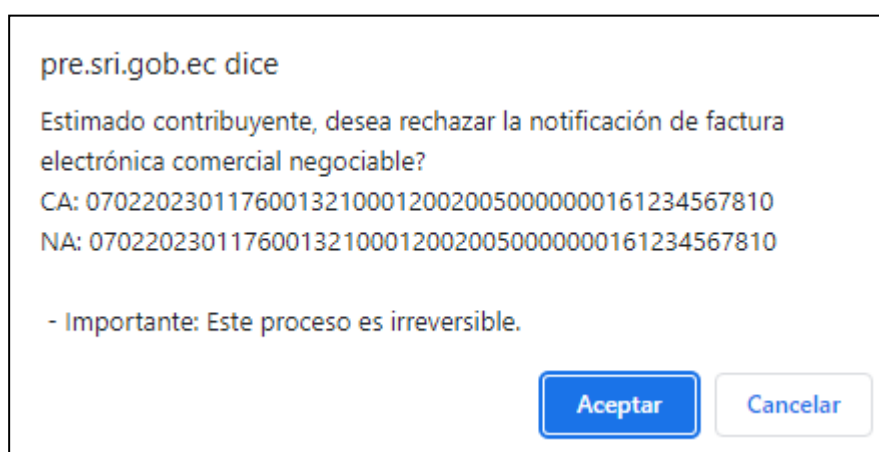 pre.sri.gob.ec dice
Estimado contribuyente, desea rechazar la notificación de factura
electrónica comercial negociable?
CA: 0702202301176001321000120020050000000161234567810
NA: 0702202301176001321000120020050000000161234567810
- Importante: Este proceso es irreversible.
Aceptar Cancelar